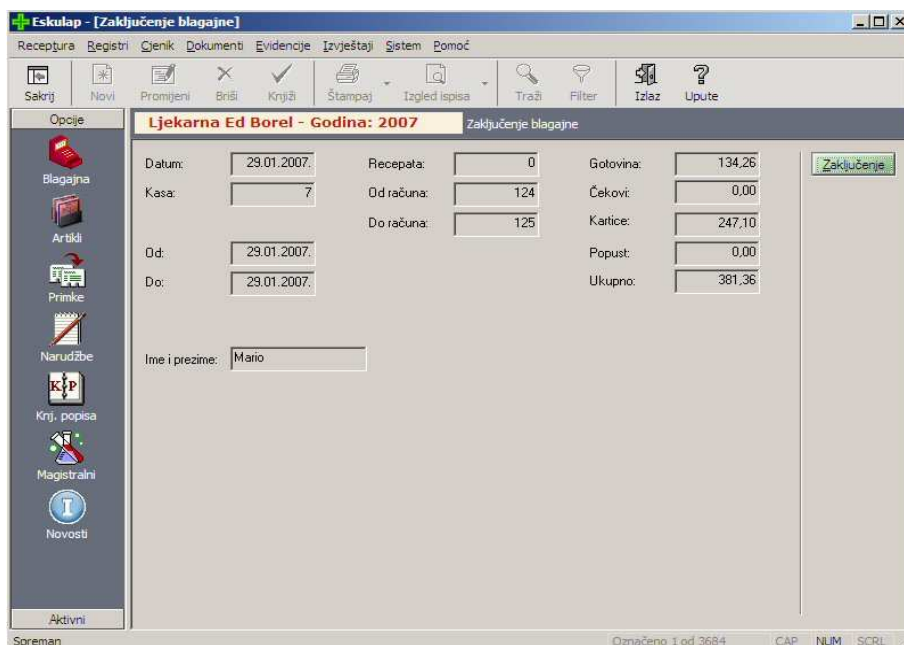 Eskulap - [Zaključenje blagajne]
Receptura Registri Cjenik Dokumenti Evidencije Izvještaji Sistem Pomoć
Sakrij Novi Promijeni Briši Knjiži Štampaj Izgled ispisa Traži Filter Izlaz Upute
Opcije
Ljekarna Ed Borel - Godina: 2007 Zaključenje blagajne
Datum: 29.01.2007. Recepata: 0 Gotovina: 134,26 Zaključenje
Blagajna
Kasa: 7 Od računa: 124 Čekovi: 0,00
Do računa: 125 Kartice: 247,10
Artikli
Od: 29.01.2007. Popust: 0,00
Do: 29.01.2007. Ukupno: 381,36
Primke
Narudžbe
Ime i prezime: Mario
K P
Knj. popisa
Magistralni
I
Novosti
Aktivni
Spreman Označeno 1 od 3684 CAP NUM SCRL